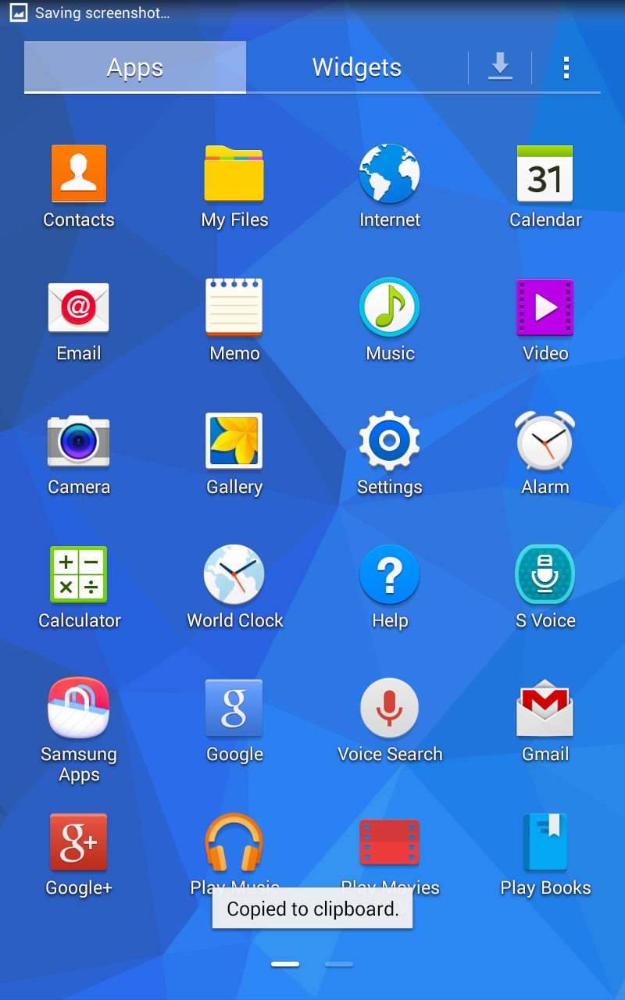 Saving screenshot...
Apps Widgets
31
Contacts My Files Internet Calendar
@
Email Memo Music Video
Camera Gallery Settings Alarm
+ −
× ÷
?
Calculator World Clock Help S Voice
g M
Samsung Google Voice Search Gmail
Apps
g+
Google+ Play Music Play Movies Play Books
Copied to clipboard.